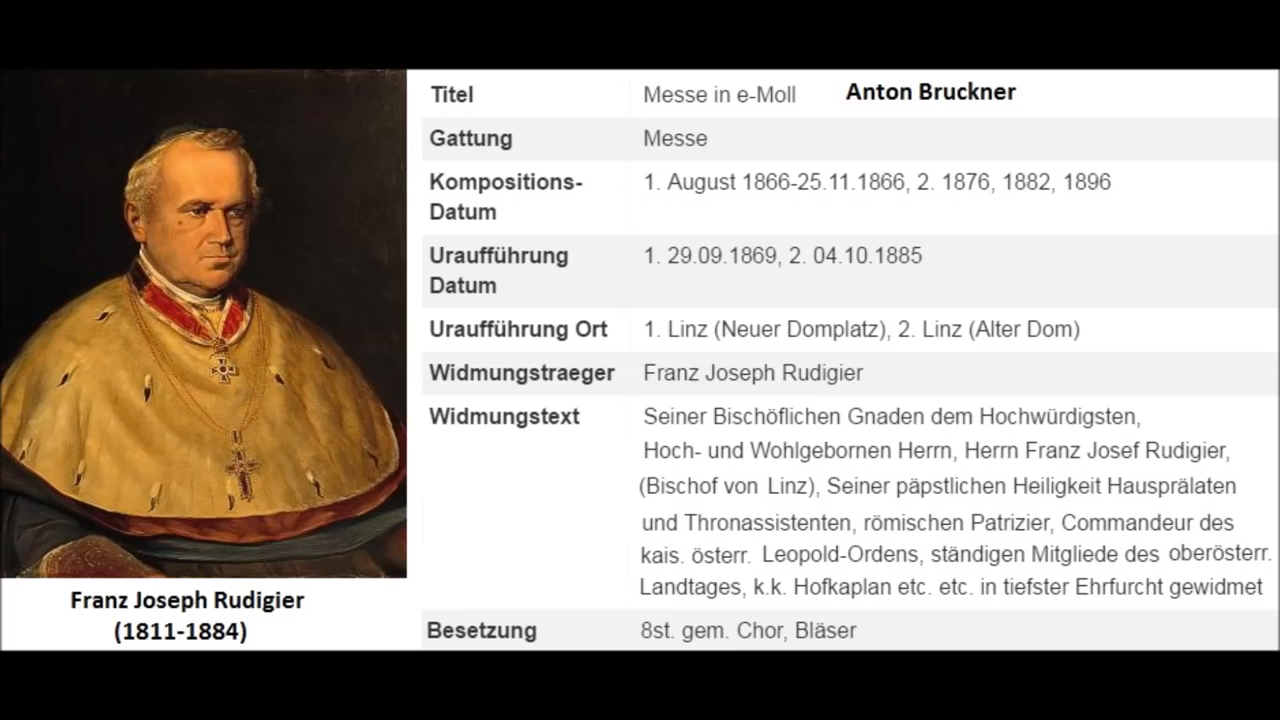 Titel Messe in e-Moll Anton Bruckner
Gattung Messe
Kompositions- 1. August 1866-25.11.1866, 2. 1876, 1882, 1896
Datum
Uraufführung 1. 29.09.1869, 2. 04.10.1885
Datum
Uraufführung Ort 1. Linz (Neuer Domplatz), 2. Linz (Alter Dom)
Widmungstraeger Franz Joseph Rudigier
Widmungstext Seiner Bischöflichen Gnaden dem Hochwürdigsten,
Hoch- und Wohlgebornen Herrn, Herrn Franz Josef Rudigier,
(Bischof von Linz), Seiner päpstlichen Heiligkeit Hausprälaten
und Thronassistenten, römischen Patrizier, Commandeur des
kais. österr. Leopold-Ordens, ständigen Mitgliede des oberösterr.
Landtages, k.k. Hofkaplan etc. etc. in tiefster Ehrfurcht gewidmet
Besetzung 8st. gem. Chor, Bläser
Franz Joseph Rudigier
(1811-1884)